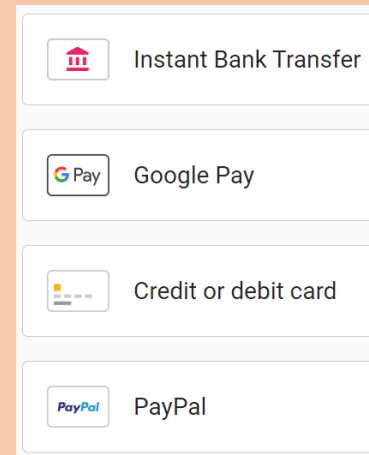 Instant Bank Transfer
G Pay Google Pay
Credit or debit card
PayPal PayPal